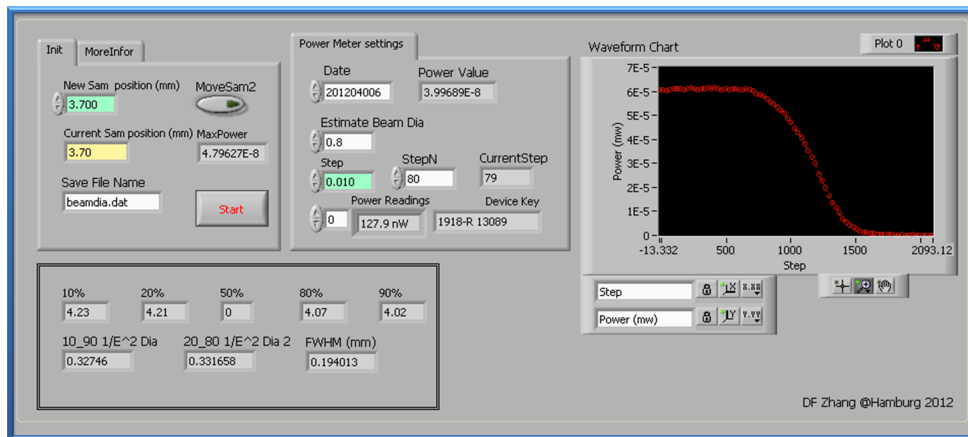 Init MoreInfor
New Sam position (mm) MoveSam2
3.700
Current Sam position (mm) MaxPower
3.70 4.79627E-8
Save File Name
beamdia.dat
Start
Power Meter settings
Date Power Value
201204006 3.99689E-8
Estimate Beam Dia
0.8
Step StepN CurrentStep
0.010 80 79
Power Readings Device Key
0 127.9 nW 1918-R 13089
Waveform Chart Plot 0
7E-5
6E-5
5E-5
4E-5
3E-5
2E-5
1E-5
0
Power (mw)
-13.332 500 1000 1500 2093.12
Step
Step X X.XX
Power (mw) Y Y.YY
10% 20% 50% 80% 90%
4.23 4.21 0 4.07 4.02
10_90 1/E^2 Dia 20_80 1/E^2 Dia 2 FWHM (mm)
0.32746 0.331658 0.194013
DF Zhang @Hamburg 2012